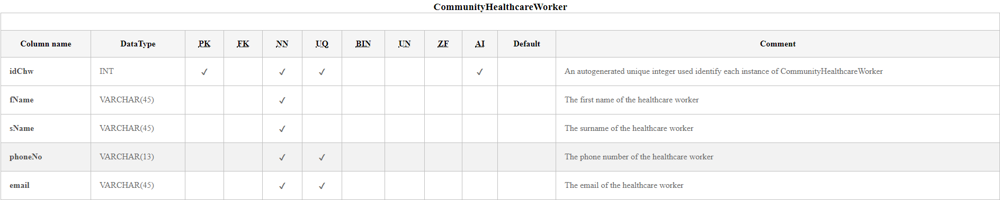 CommunityHealthcareWorker
Column name DataType PK FK NN UQ BIN UN ZF AI Default Comment
idChw INT ✓ ✓ ✓ ✓ An autogenerated unique integer used identify each instance of CommunityHealthcareWorker
fName VARCHAR(45) ✓ The first name of the healthcare worker
sName VARCHAR(45) ✓ The surname of the healthcare worker
phoneNo VARCHAR(13) ✓ ✓ The phone number of the healthcare worker
email VARCHAR(45) ✓ ✓ The email of the healthcare worker